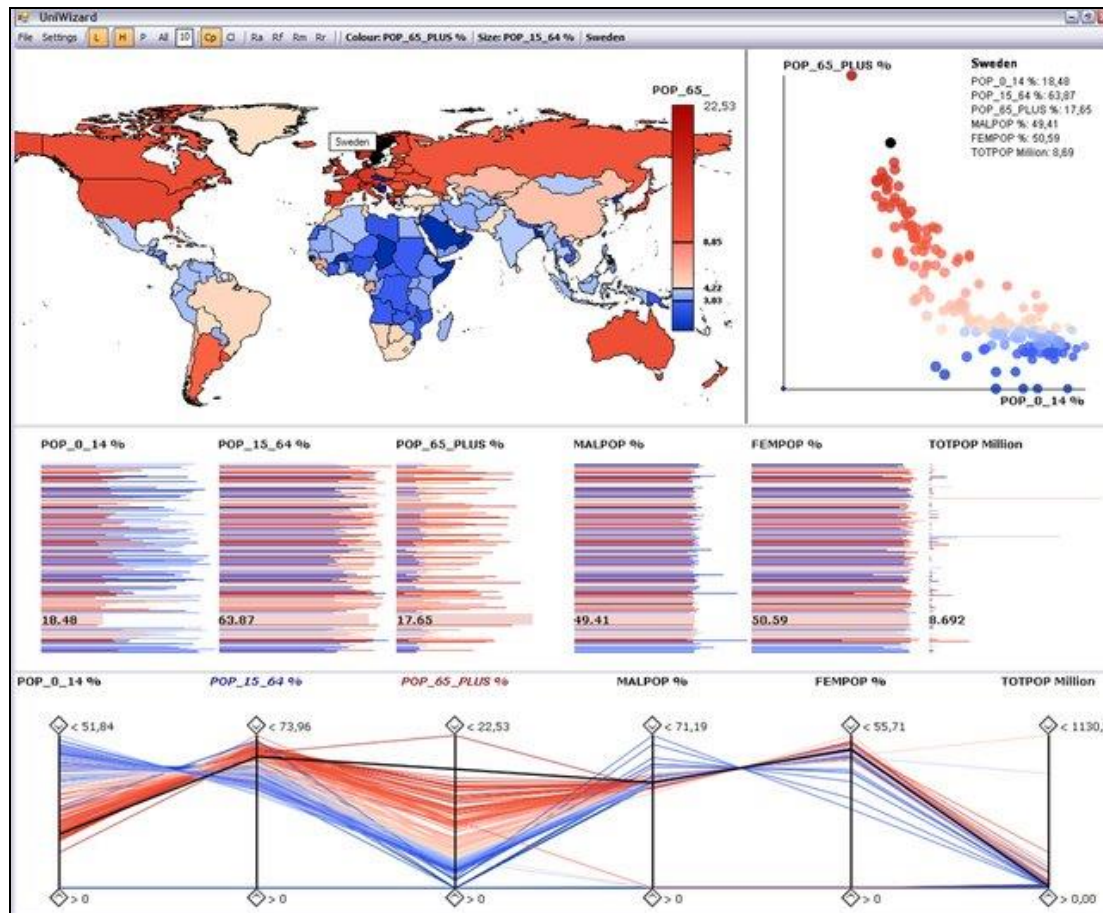 UniWizard
File Settings L H P All 10 Cp Cl Ra Rf Rm Rr Colour: POP_65_PLUS % Size: POP_15_64 % Sweden
POP_65_
22,53
8,85
4,22
3,03
0
Sweden
POP_65_PLUS %
POP_0_14 %
Sweden
POP_0_14 %: 18,48
POP_15_64 %: 63,87
POP_65_PLUS %: 17,65
MALPOP %: 49,41
FEMPOP %: 50,59
TOTPOP Million: 8,69
POP_0_14 % POP_15_64 % POP_65_PLUS % MALPOP % FEMPOP % TOTPOP Million
18.48 63.87 17.65 49.41 50.59 8.692
POP_0_14 % POP_15_64 % POP_65_PLUS % MALPOP % FEMPOP % TOTPOP Million
< 51,84 < 73,96 < 22,53 < 71,19 < 55,71 < 1130,
> 0 > 0 > 0 > 0 > 0 > 0,00